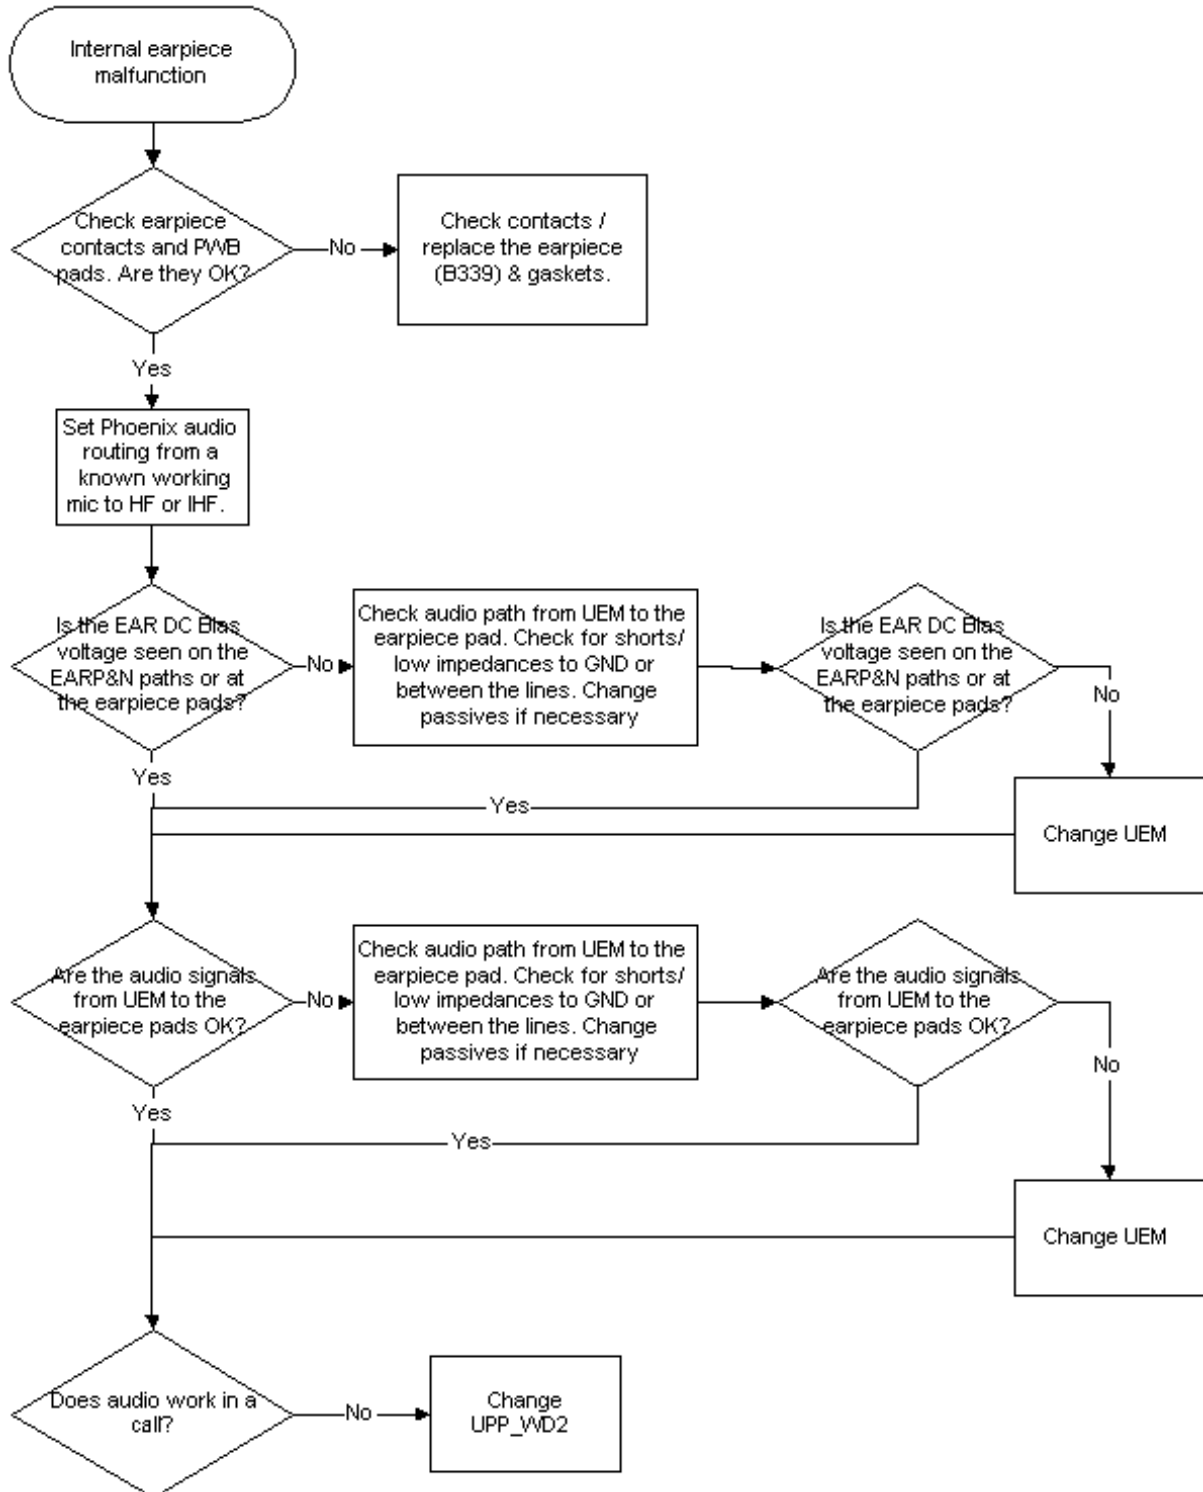 Internal earpiece
malfunction
Check earpiece
contacts and PWB
pads. Are they OK?
No
Check contacts /
replace the earpiece
(B339) & gaskets.
Yes
Set Phoenix audio
routing from a
known working
mic to HF or IHF.
Is the EAR DC Bias
voltage seen on the
EARP&N paths or at
the earpiece pads?
No
Check audio path from UEM to the
earpiece pad. Check for shorts/
low impedances to GND or
between the lines. Change
passives if necessary
Is the EAR DC Bias
voltage seen on the
EARP&N paths or at
the earpiece pads?
No
Yes
Yes
Change UEM
Are the audio signals
from UEM to the
earpiece pads OK?
No
Check audio path from UEM to the
earpiece pad. Check for shorts/
low impedances to GND or
between the lines. Change
passives if necessary
Are the audio signals
from UEM to the
earpiece pads OK?
No
Yes
Yes
Change UEM
Does audio work in a
call?
No
Change
UPP_WD2